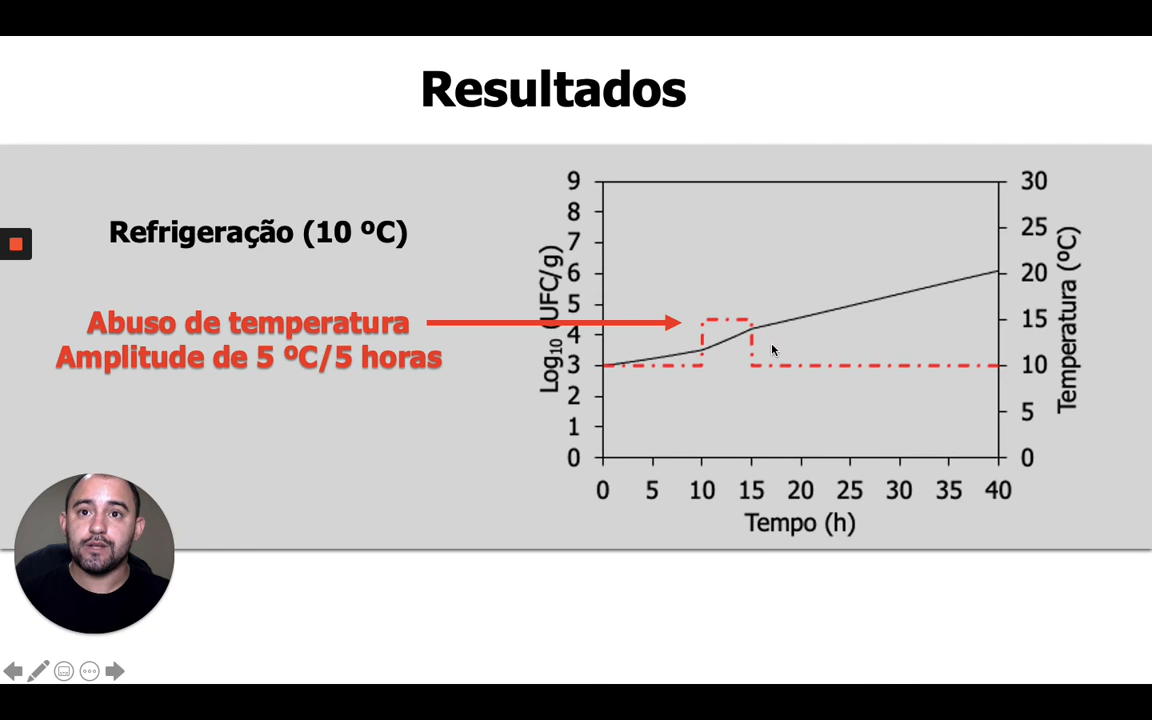 Resultados
Refrigeração (10 ºC)
Abuso de temperatura
Amplitude de 5 ºC/5 horas
Log₁₀ (UFC/g)
9
8
7
6
5
4
3
2
1
0
30
25
20
15
10
5
0
Temperatura (ºC)
0 5 10 15 20 25 30 35 40
Tempo (h)